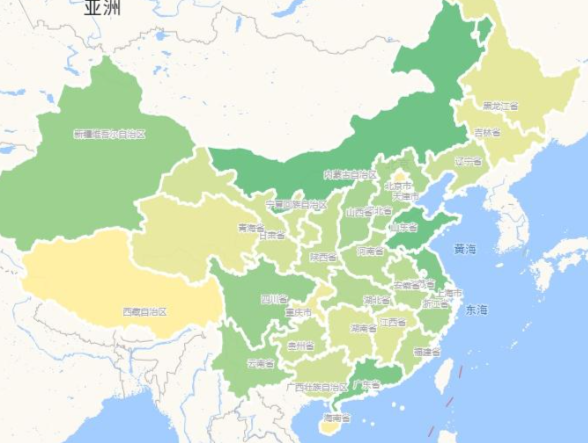 亚洲
黑龙江省
新疆维吾尔自治区
吉林省
辽宁省
内蒙古自治区
北京市
天津市
宁夏回族自治区
山西省
河北省
山东省
青海省
甘肃省
黄海
陕西省
河南省
四川省
湖北省
安徽省
江苏省
上海市
西藏自治区
重庆市
浙江省
东海
湖南省
江西省
贵州省
福建省
云南省
广西壮族自治区
广东省
海南省